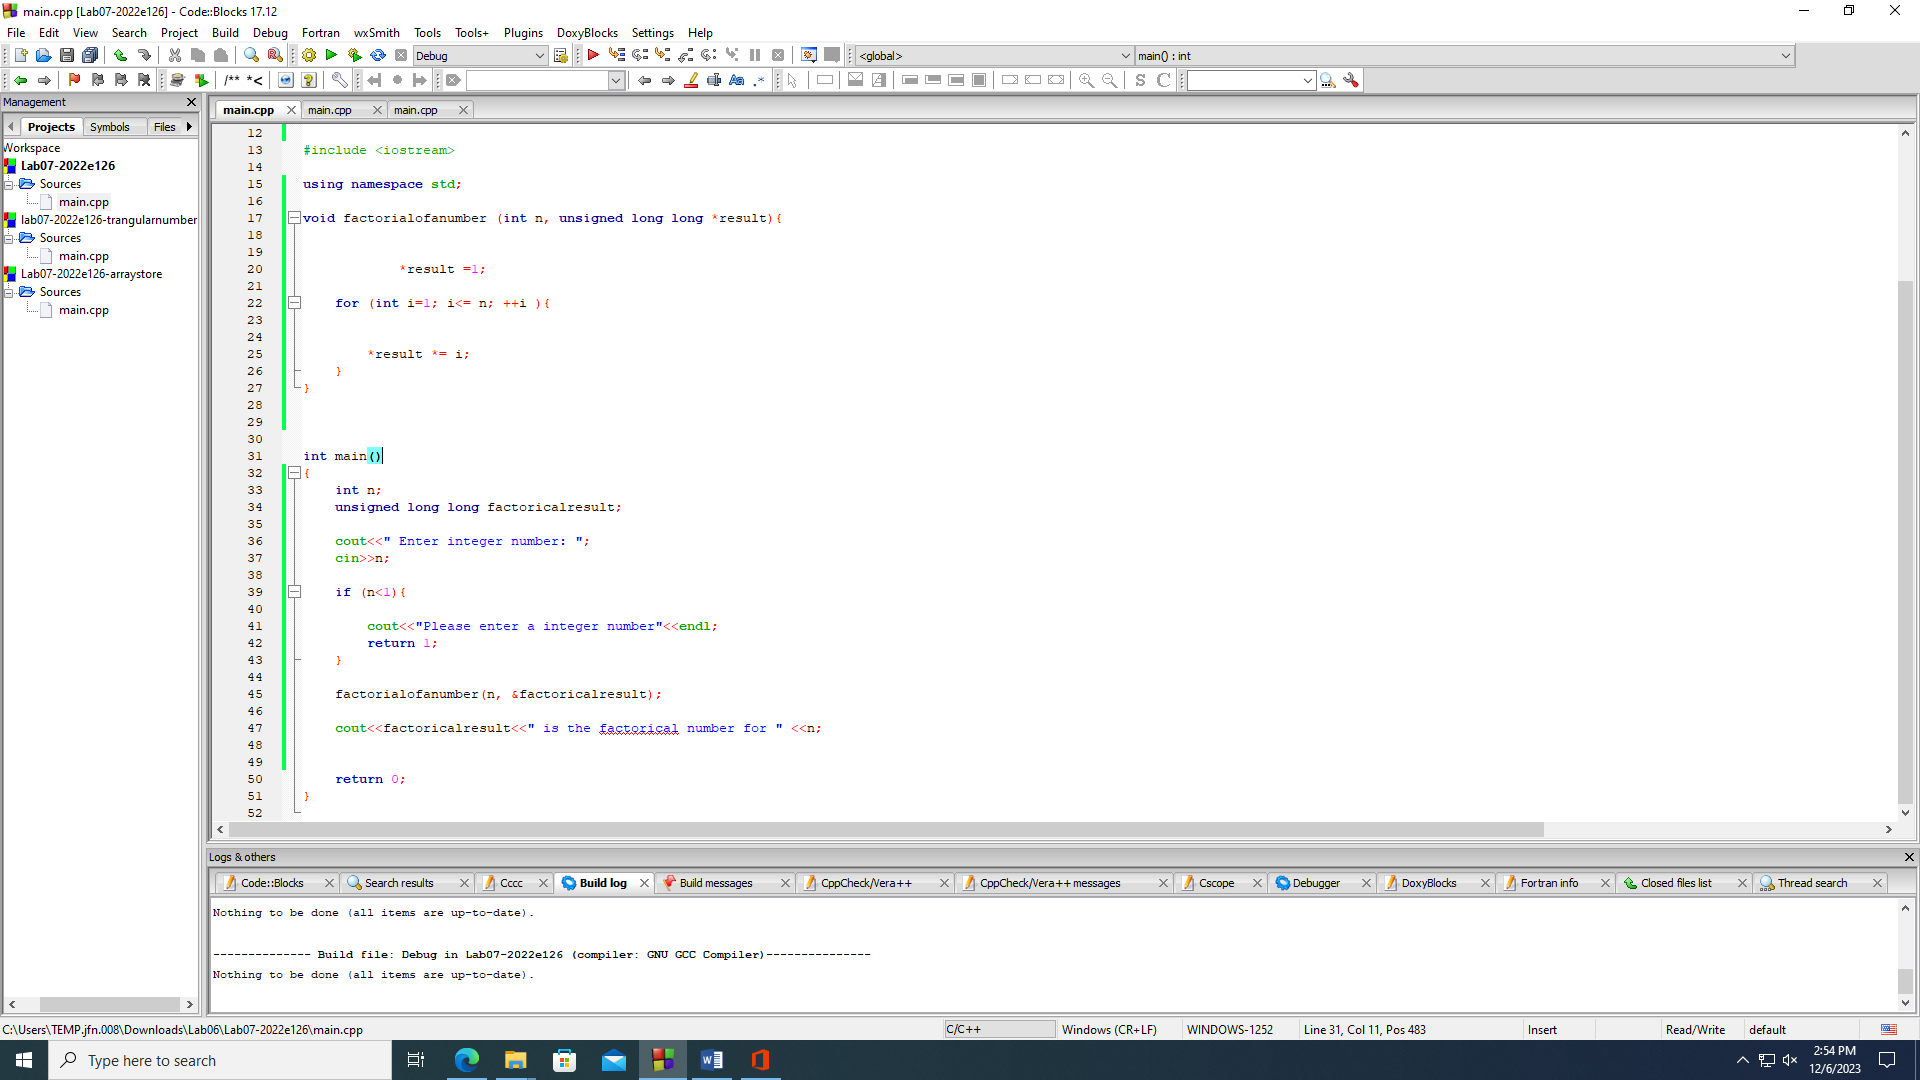 main.cpp [Lab07-2022e126] - Code::Blocks 17.12
File Edit View Search Project Build Debug Fortran wxSmith Tools Tools+ Plugins DoxyBlocks Settings Help
Debug
<global>
main() : int
/** *<
Aa .*
S C
Management
Projects Symbols Files
Workspace
Lab07-2022e126
Sources
main.cpp
lab07-2022e126-trangularnumber
Sources
main.cpp
Lab07-2022e126-arraystore
Sources
main.cpp
main.cpp main.cpp main.cpp
12
13 #include <iostream>
14
15 using namespace std;
16
17 void factorialofanumber (int n, unsigned long long *result){
18
19
20 *result =1;
21
22 for (int i=1; i<= n; ++i ){
23
24
25 *result *= i;
26 }
27 }
28
29
30
31 int main()
32 {
33 int n;
34 unsigned long long factoricalresult;
35
36 cout<<" Enter integer number: ";
37 cin>>n;
38
39 if (n<1){
40
41 cout<<"Please enter a integer number"<<endl;
42 return 1;
43 }
44
45 factorialofanumber(n, &factoricalresult);
46
47 cout<<factoricalresult<<" is the factorical number for " <<n;
48
49
50 return 0;
51 }
52
Logs & others
Code::Blocks Search results Cccc Build log Build messages CppCheck/Vera++ CppCheck/Vera++ messages Cscope Debugger DoxyBlocks Fortran info Closed files list Thread search
Nothing to be done (all items are up-to-date).
-------------- Build file: Debug in Lab07-2022e126 (compiler: GNU GCC Compiler)---------------
Nothing to be done (all items are up-to-date).
C:\Users\TEMP.jfn.008\Downloads\Lab06\Lab07-2022e126\main.cpp C/C++ Windows (CR+LF) WINDOWS-1252 Line 31, Col 11, Pos 483 Insert Read/Write default
Type here to search
2:54 PM
12/6/2023